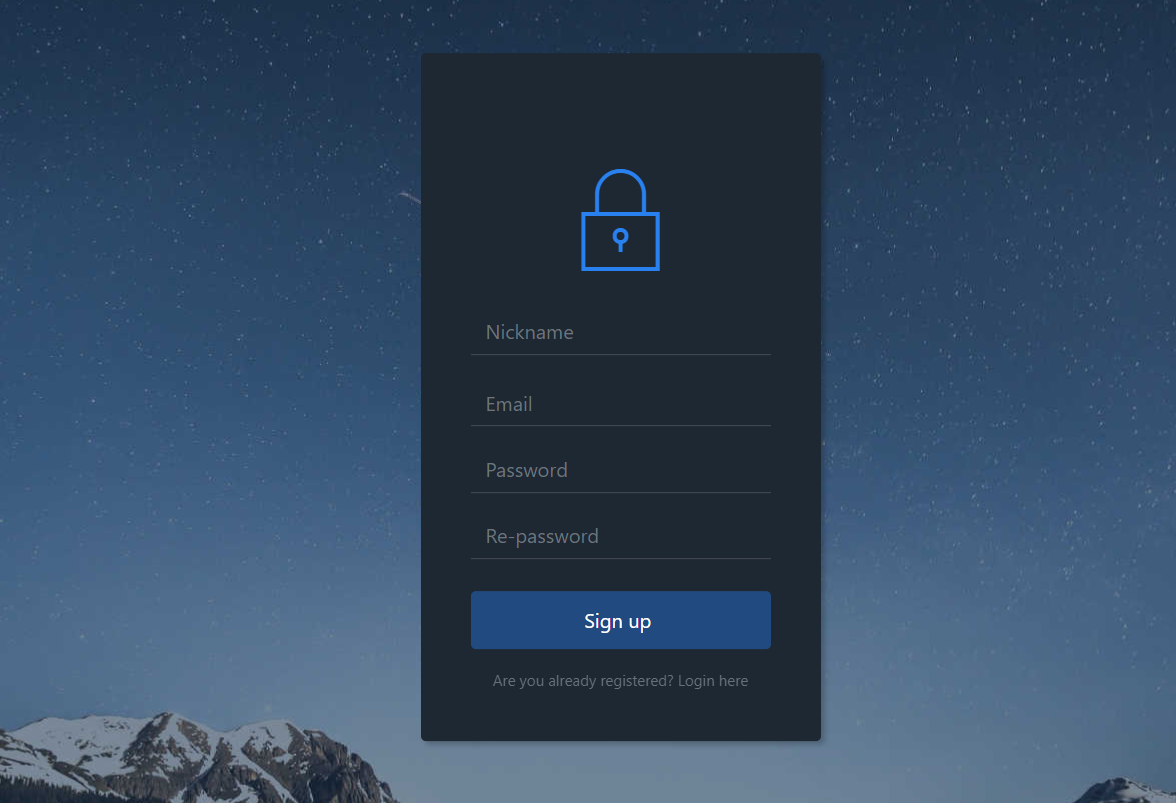 Nickname
Email
Password
Re-password
Sign up
Are you already registered? Login here